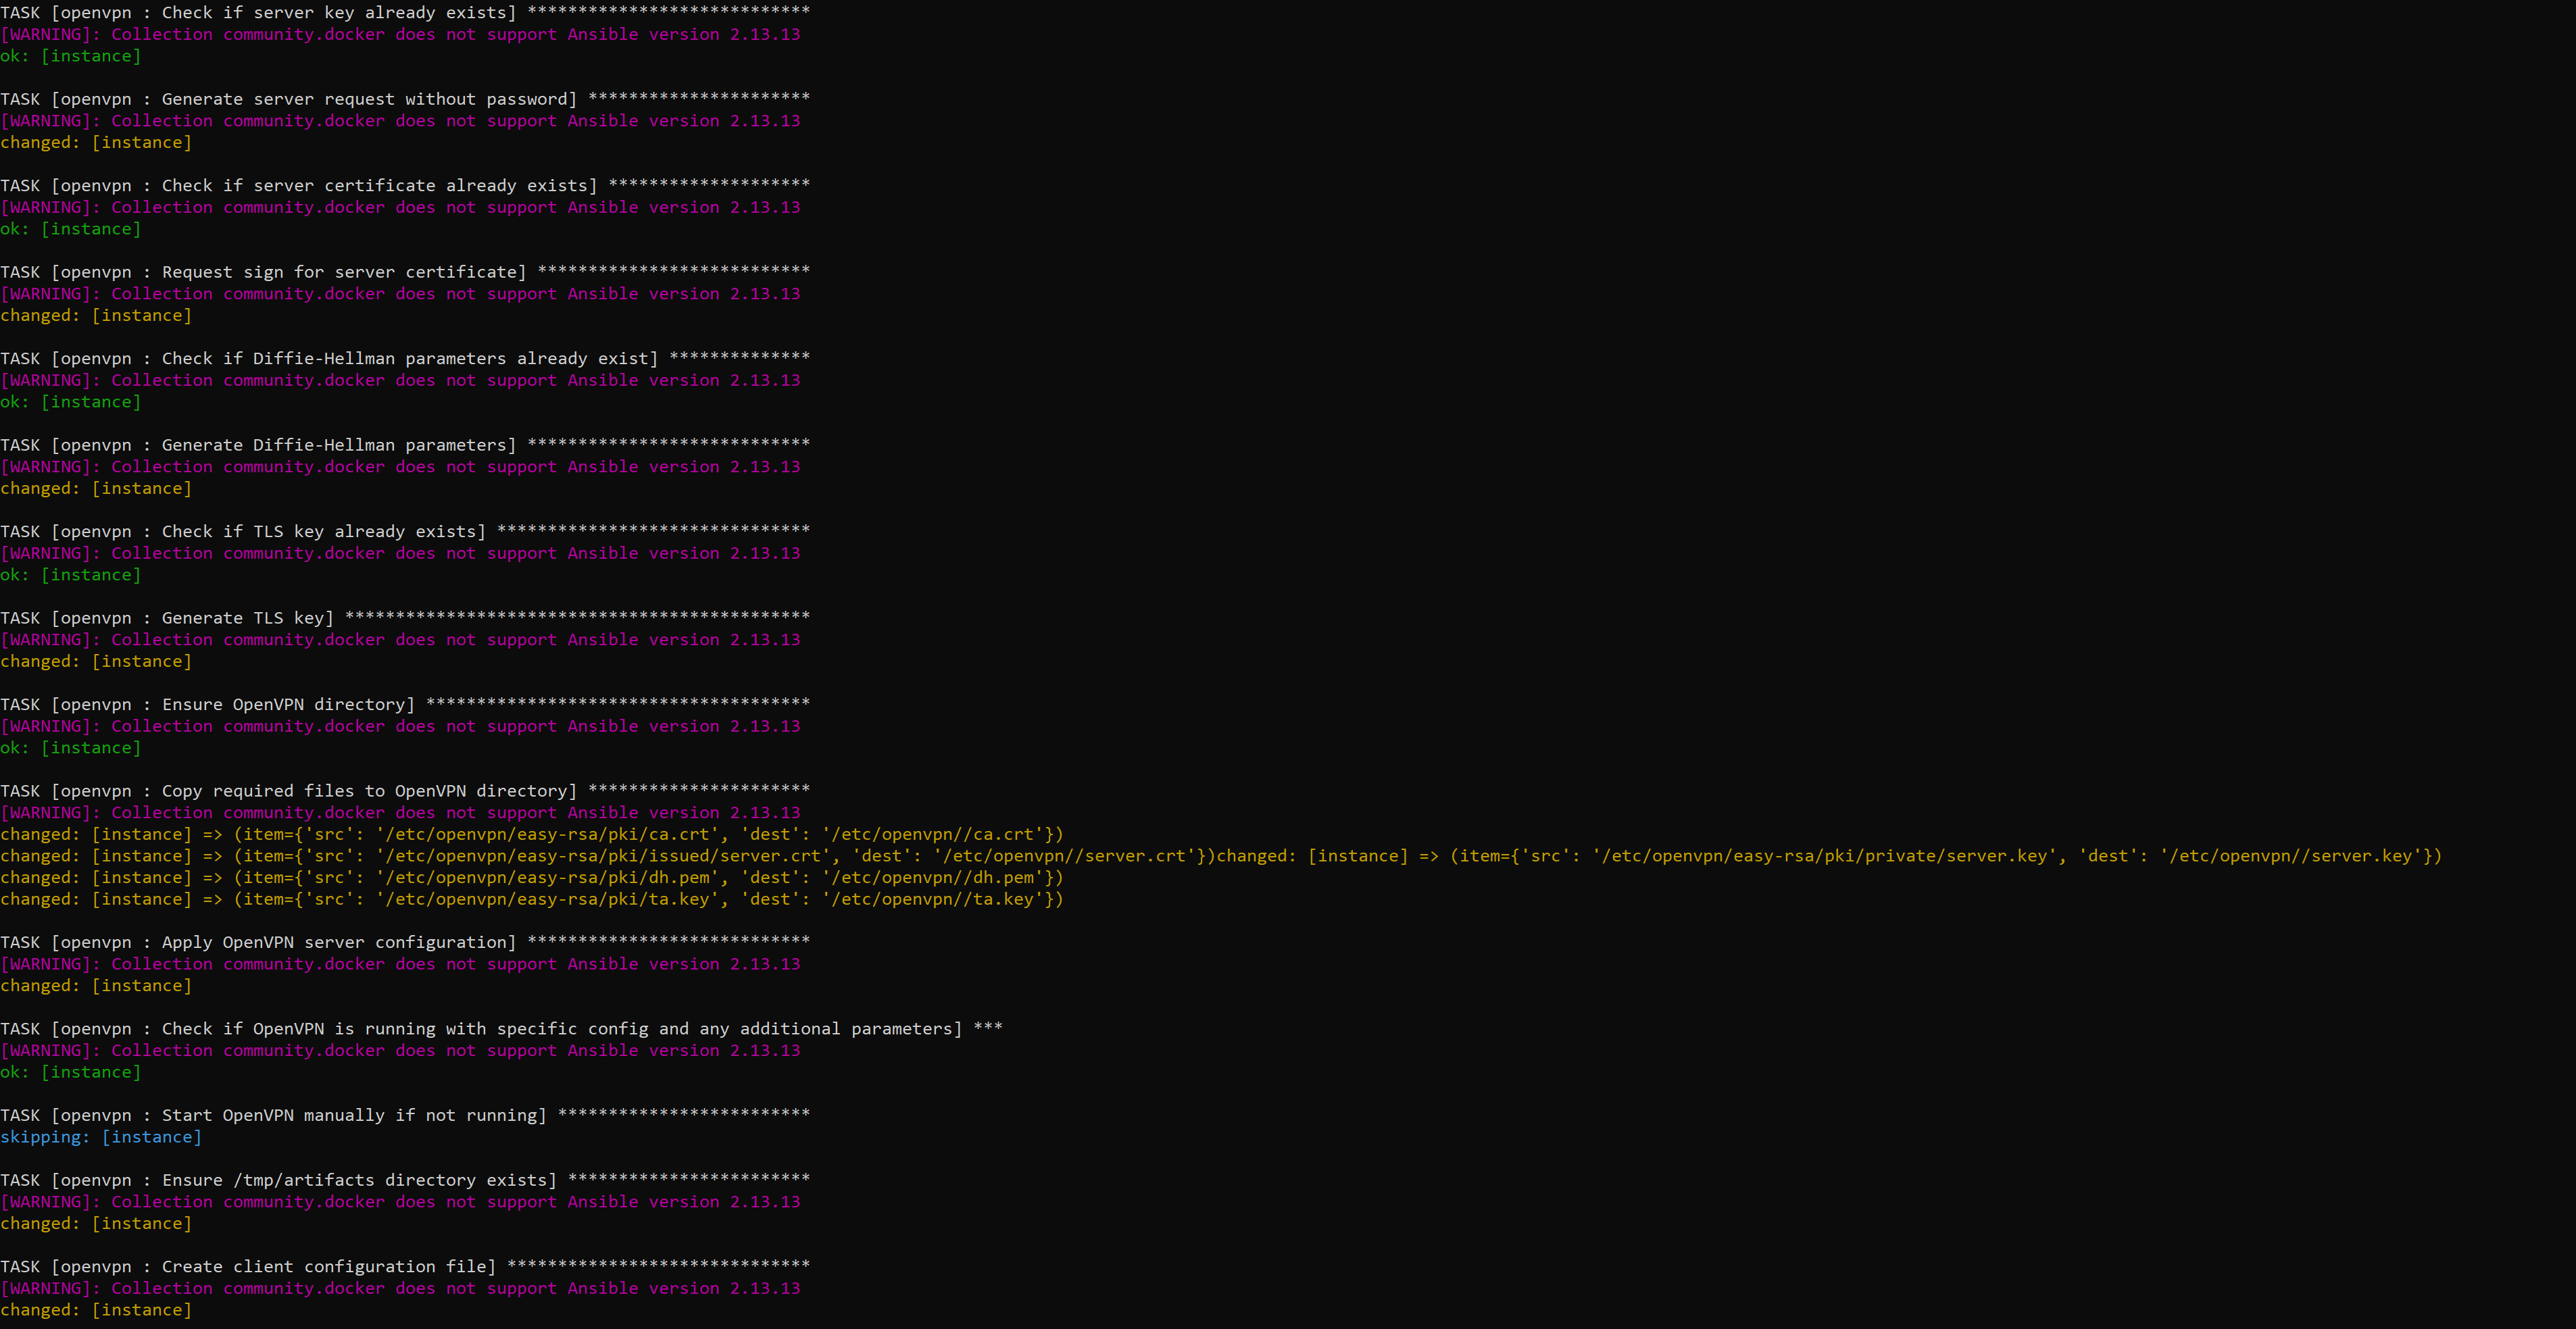 TASK [openvpn : Check if server key already exists] ****************************
[WARNING]: Collection community.docker does not support Ansible version 2.13.13
ok: [instance]
TASK [openvpn : Generate server request without password] **********************
[WARNING]: Collection community.docker does not support Ansible version 2.13.13
changed: [instance]
TASK [openvpn : Check if server certificate already exists] ********************
[WARNING]: Collection community.docker does not support Ansible version 2.13.13
ok: [instance]
TASK [openvpn : Request sign for server certificate] ***************************
[WARNING]: Collection community.docker does not support Ansible version 2.13.13
changed: [instance]
TASK [openvpn : Check if Diffie-Hellman parameters already exist] **************
[WARNING]: Collection community.docker does not support Ansible version 2.13.13
ok: [instance]
TASK [openvpn : Generate Diffie-Hellman parameters] ****************************
[WARNING]: Collection community.docker does not support Ansible version 2.13.13
changed: [instance]
TASK [openvpn : Check if TLS key already exists] *******************************
[WARNING]: Collection community.docker does not support Ansible version 2.13.13
ok: [instance]
TASK [openvpn : Generate TLS key] **********************************************
[WARNING]: Collection community.docker does not support Ansible version 2.13.13
changed: [instance]
TASK [openvpn : Ensure OpenVPN directory] **************************************
[WARNING]: Collection community.docker does not support Ansible version 2.13.13
ok: [instance]
TASK [openvpn : Copy required files to OpenVPN directory] **********************
[WARNING]: Collection community.docker does not support Ansible version 2.13.13
changed: [instance] => (item={'src': '/etc/openvpn/easy-rsa/pki/ca.crt', 'dest': '/etc/openvpn//ca.crt'})
changed: [instance] => (item={'src': '/etc/openvpn/easy-rsa/pki/issued/server.crt', 'dest': '/etc/openvpn//server.crt'})changed: [instance] => (item={'src': '/etc/openvpn/easy-rsa/pki/private/server.key', 'dest': '/etc/openvpn//server.key'})
changed: [instance] => (item={'src': '/etc/openvpn/easy-rsa/pki/dh.pem', 'dest': '/etc/openvpn//dh.pem'})
changed: [instance] => (item={'src': '/etc/openvpn/easy-rsa/pki/ta.key', 'dest': '/etc/openvpn//ta.key'})
TASK [openvpn : Apply OpenVPN server configuration] ****************************
[WARNING]: Collection community.docker does not support Ansible version 2.13.13
changed: [instance]
TASK [openvpn : Check if OpenVPN is running with specific config and any additional parameters] ***
[WARNING]: Collection community.docker does not support Ansible version 2.13.13
ok: [instance]
TASK [openvpn : Start OpenVPN manually if not running] *************************
skipping: [instance]
TASK [openvpn : Ensure /tmp/artifacts directory exists] ************************
[WARNING]: Collection community.docker does not support Ansible version 2.13.13
changed: [instance]
TASK [openvpn : Create client configuration file] ******************************
[WARNING]: Collection community.docker does not support Ansible version 2.13.13
changed: [instance]